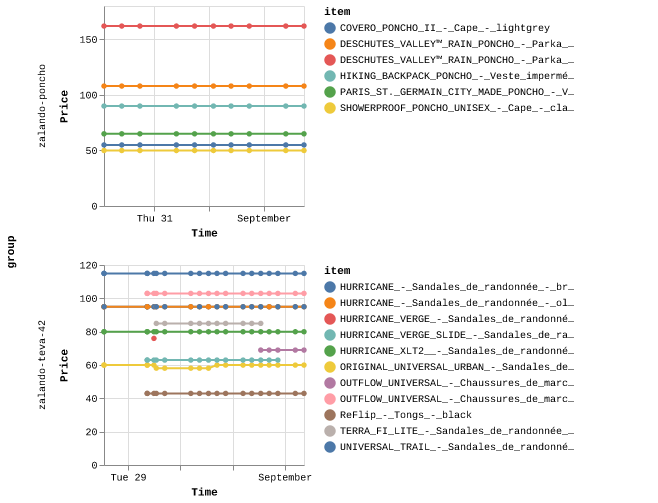 item
COVERO_PONCHO_II_-_Cape_-_lightgrey
DESCHUTES_VALLEY™_RAIN_PONCHO_-_Parka_…
DESCHUTES_VALLEY™_RAIN_PONCHO_-_Parka_…
HIKING_BACKPACK_PONCHO_-_Veste_impermé…
PARIS_ST._GERMAIN_CITY_MADE_PONCHO_-_V…
SHOWERPROOF_PONCHO_UNISEX_-_Cape_-_cla…
150
100
50
0
Price
zalando-poncho
Thu 31
September
Time
group
item
HURRICANE_-_Sandales_de_randonnée_-_br…
HURRICANE_-_Sandales_de_randonnée_-_ol…
HURRICANE_VERGE_-_Sandales_de_randonné…
HURRICANE_VERGE_SLIDE_-_Sandales_de_ra…
HURRICANE_XLT2__-_Sandales_de_randonné…
ORIGINAL_UNIVERSAL_URBAN_-_Sandales_de…
OUTFLOW_UNIVERSAL_-_Chaussures_de_marc…
OUTFLOW_UNIVERSAL_-_Chaussures_de_marc…
ReFlip_-_Tongs_-_black
TERRA_FI_LITE_-_Sandales_de_randonnée_…
UNIVERSAL_TRAIL_-_Sandales_de_randonné…
120
100
80
60
40
20
0
Price
zalando-teva-42
Tue 29
September
Time